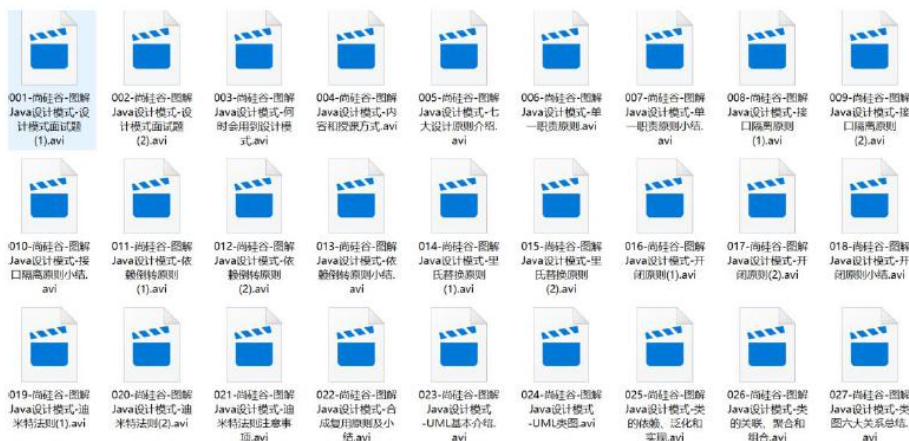 001-尚硅谷-图解
Java设计模式-设
计模式面试题
(1).avi
002-尚硅谷-图解
Java设计模式-设
计模式面试题
(2).avi
003-尚硅谷-图解
Java设计模式-何
时会用到设计模
式.avi
004-尚硅谷-图解
Java设计模式-内
容和授课方式.avi
005-尚硅谷-图解
Java设计模式-七
大设计原则介绍.
avi
006-尚硅谷-图解
Java设计模式-单
一职责原则.avi
007-尚硅谷-图解
Java设计模式-单
一职责原则小结.
avi
008-尚硅谷-图解
Java设计模式-接
口隔离原则
(1).avi
009-尚硅谷-图解
Java设计模式-接
口隔离原则
(2).avi
010-尚硅谷-图解
Java设计模式-接
口隔离原则小结.
avi
011-尚硅谷-图解
Java设计模式-依
赖倒转原则
(1).avi
012-尚硅谷-图解
Java设计模式-依
赖倒转原则
(2).avi
013-尚硅谷-图解
Java设计模式-依
赖倒转原则小结.
avi
014-尚硅谷-图解
Java设计模式-里
氏替换原则
(1).avi
015-尚硅谷-图解
Java设计模式-里
氏替换原则
(2).avi
016-尚硅谷-图解
Java设计模式-开
闭原则(1).avi
017-尚硅谷-图解
Java设计模式-开
闭原则(2).avi
018-尚硅谷-图解
Java设计模式-开
闭原则小结.avi
019-尚硅谷-图解
Java设计模式-迪
米特法则(1).avi
020-尚硅谷-图解
Java设计模式-迪
米特法则(2).avi
021-尚硅谷-图解
Java设计模式-迪
米特法则注意事
项.avi
022-尚硅谷-图解
Java设计模式-合
成复用原则及小
结.avi
023-尚硅谷-图解
Java设计模式
-UML基本介绍.
avi
024-尚硅谷-图解
Java设计模式
-UML类图.avi
025-尚硅谷-图解
Java设计模式-类
的依赖、泛化和
实现.avi
026-尚硅谷-图解
Java设计模式-类
的关联、聚合和
组合.avi
027-尚硅谷-图解
Java设计模式-类
图六大关系总结.
avi